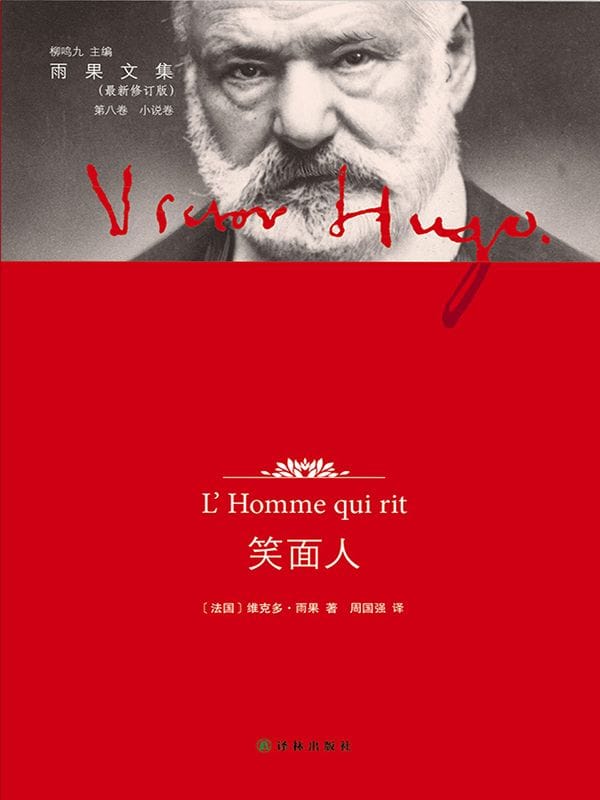 柳鸣九 主编
雨果文集
(最新修订版)
第八卷 小说卷
Victor Hugo.
L' Homme qui rit
笑面人
〔法国〕维克多·雨果 著 周国强 译
译林出版社